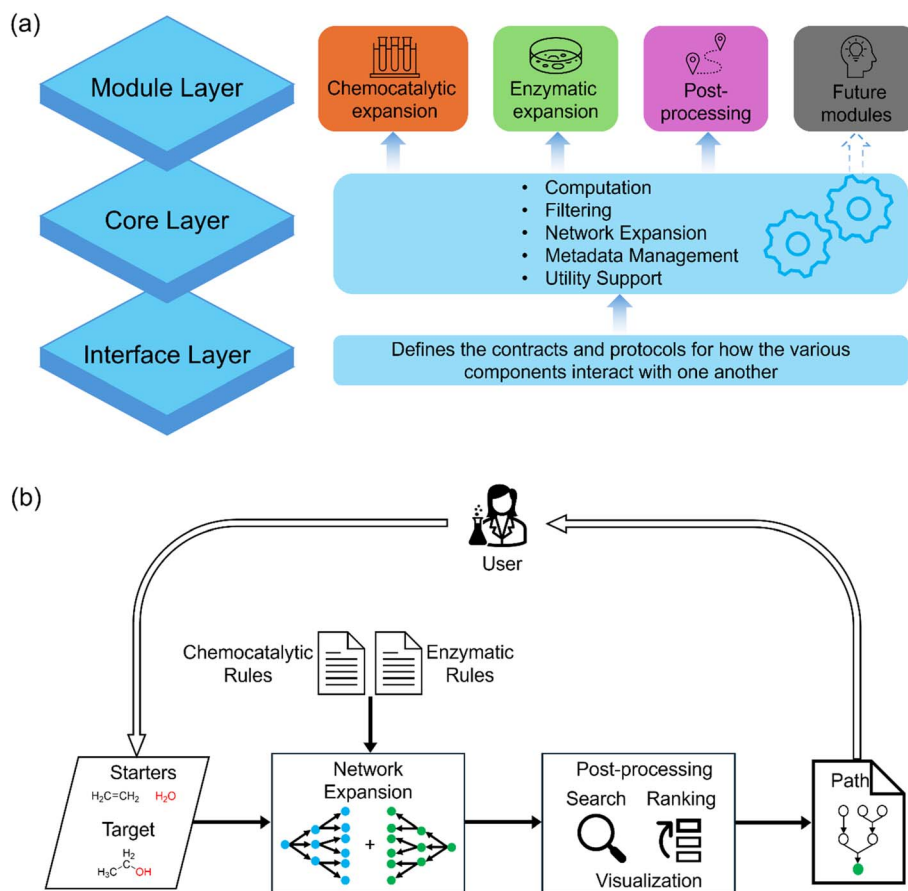 (a)
Module Layer
Core Layer
Interface Layer
Chemocatalytic
expansion
Enzymatic
expansion
Post-
processing
Future
modules
• Computation
• Filtering
• Network Expansion
• Metadata Management
• Utility Support
Defines the contracts and protocols for how the various
components interact with one another
(b)
User
Chemocatalytic
Rules
Enzymatic
Rules
Starters
H₂C=CH₂ H₂O
Target
H₂
H₃C C OH
Network
Expansion
+
Post-processing
Search Ranking
Visualization
Path